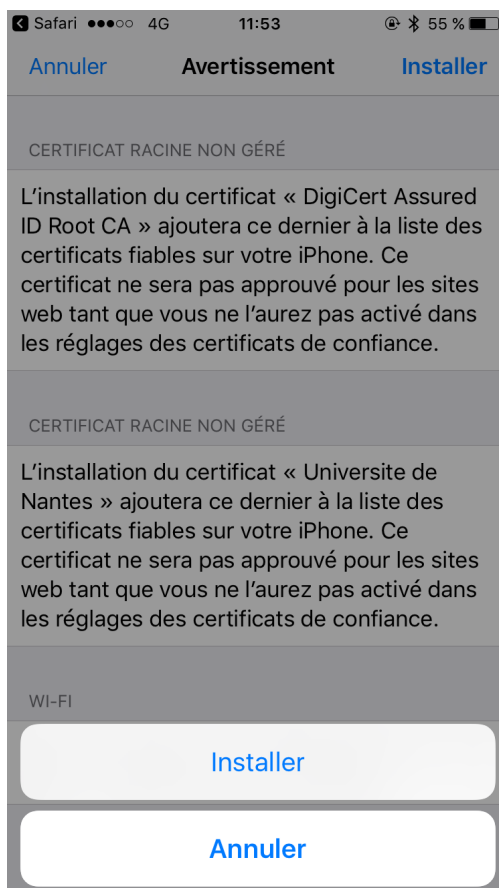 Safari 4G 11:53 55 %
Annuler Avertissement Installer
CERTIFICAT RACINE NON GÉRÉ
L’installation du certificat « DigiCert Assured
ID Root CA » ajoutera ce dernier à la liste des
certificats fiables sur votre iPhone. Ce
certificat ne sera pas approuvé pour les sites
web tant que vous ne l’aurez pas activé dans
les réglages des certificats de confiance.
CERTIFICAT RACINE NON GÉRÉ
L’installation du certificat « Universite de
Nantes » ajoutera ce dernier à la liste des
certificats fiables sur votre iPhone. Ce
certificat ne sera pas approuvé pour les sites
web tant que vous ne l’aurez pas activé dans
les réglages des certificats de confiance.
WI-FI
Installer
Annuler